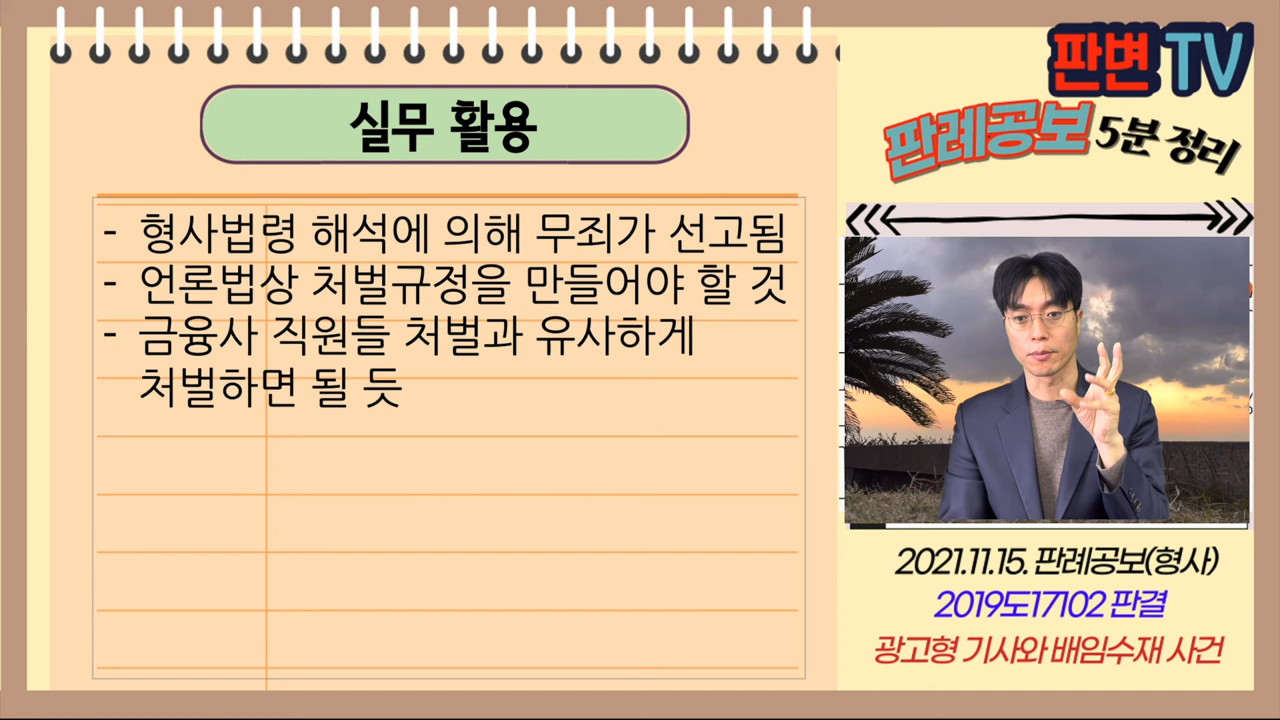 실무 활용
- 형사법령 해석에 의해 무죄가 선고됨
- 언론법상 처벌규정을 만들어야 할 것
- 금융사 직원들 처벌과 유사하게
처벌하면 될 듯
판변 TV
판례공보 5분 정리
2021.11.15. 판례공보(형사)
2019도17102 판결
광고형 기사와 배임수재 사건